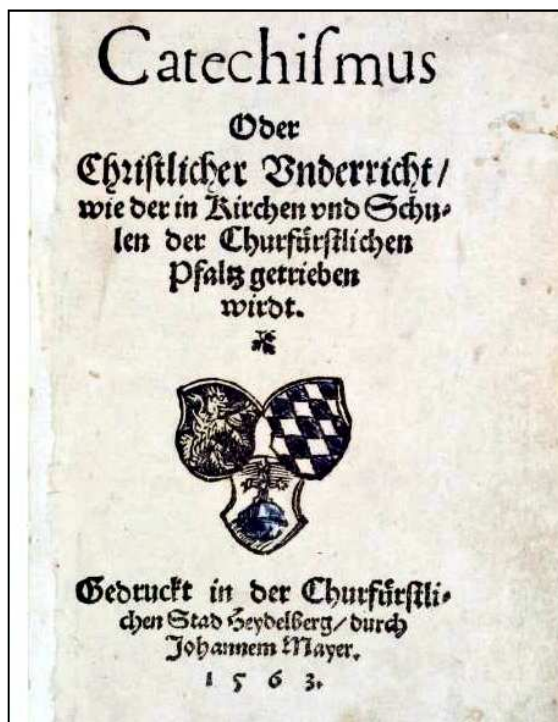 Catechiſmus
Oder
Chriſtlicher Vnderricht/
wie der in Kirchen vnd Schu-
len der Churfürſtlichen
Pfaltz getrieben
wirdt.
Gedruckt in der Churfürſtli-
chen Stad Heydelberg/ durch
Johannem Mayer.
1 5 6 3.